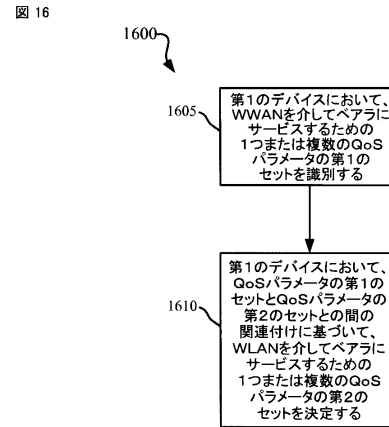 図 16
1600
1605
第1のデバイスにおいて、
WWANを介してベアラに
サービスするための
1つまたは複数のQoS
パラメータの第1の
セットを識別する
1610
第1のデバイスにおいて、
QoSパラメータの第1の
セットとQoSパラメータの
第2のセットとの間の
関連付けに基づいて、
WLANを介してベアラに
サービスするための
1つまたは複数のQoS
パラメータの第2の
セットを決定する